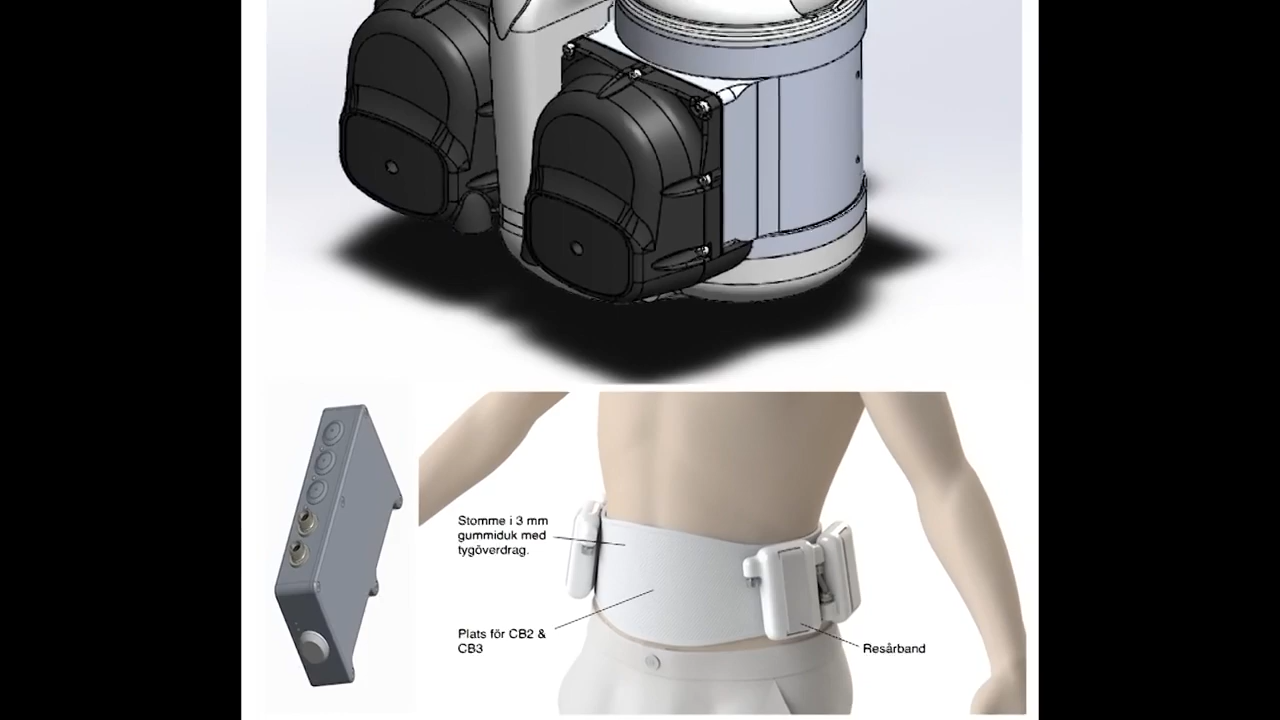 Stomme i 3 mm
gummiduk med
tygöverdrag.
Plats för CB2 &
CB3
Resårband